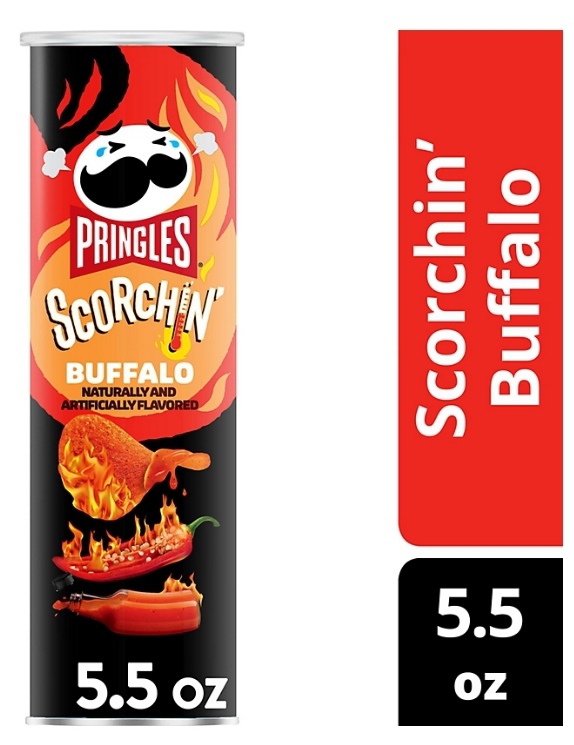 PRINGLES
SCORCHIN'
BUFFALO
NATURALLY AND
ARTIFICIALLY FLAVORED
5.5 oz
Scorchin'
Buffalo
5.5
oz